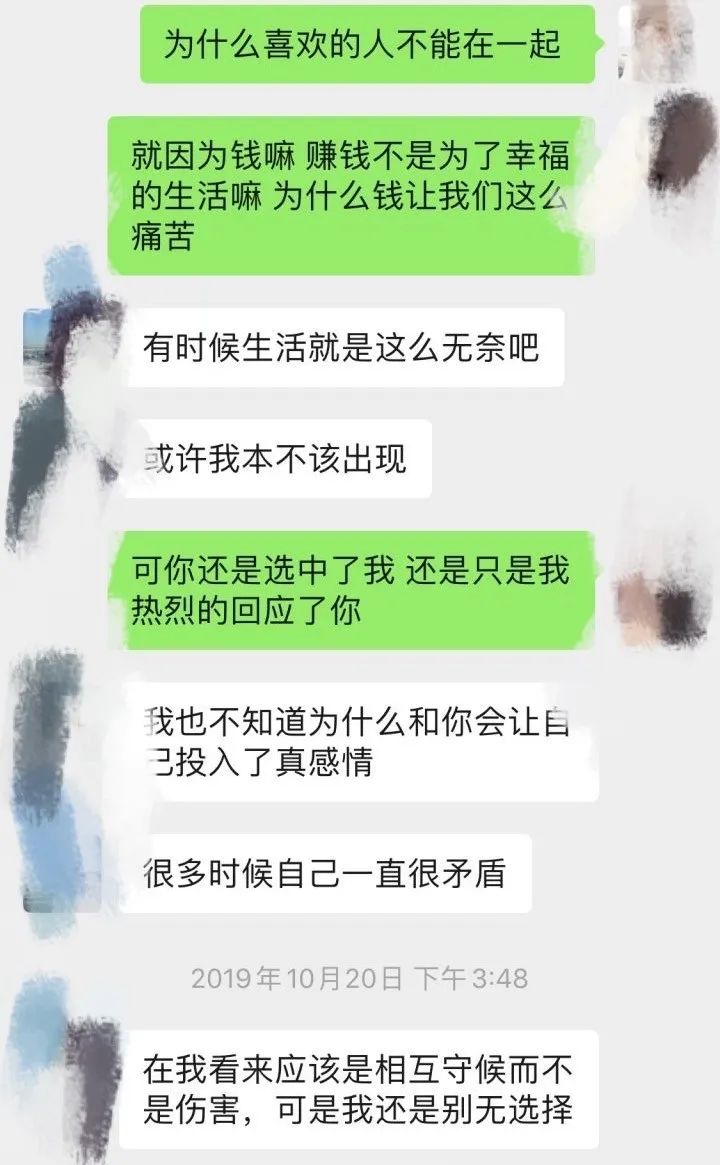 为什么喜欢的人不能在一起
就因为钱嘛 赚钱不是为了幸福
的生活嘛 为什么钱让我们这么
痛苦
有时候生活就是这么无奈吧
或许我本不该出现
可你还是选中了我 还是只是我
热烈的回应了你
我也不知道为什么和你会让自
己投入了真感情
很多时候自己一直很矛盾
2019年10月20日 下午3:48
在我看来应该是相互守候而不
是伤害，可是我还是别无选择